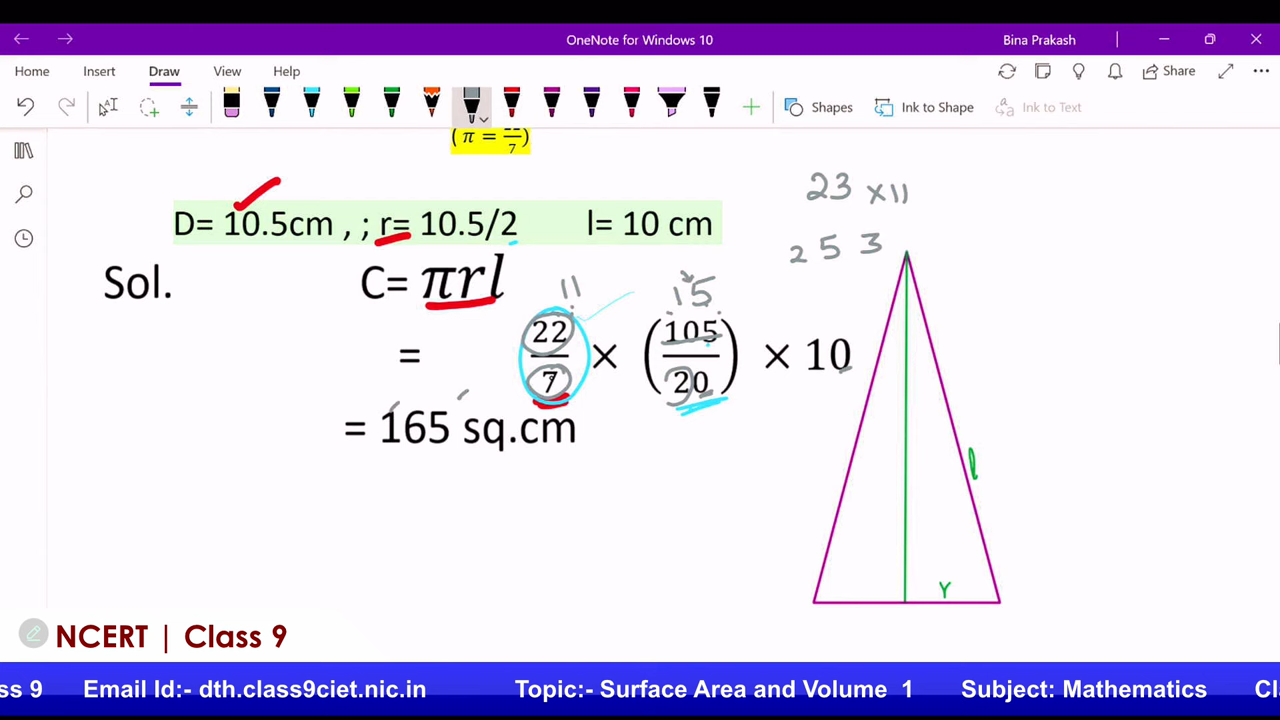 OneNote for Windows 10
Bina Prakash
Home Insert Draw View Help
Share
Shapes Ink to Shape Ink to Text
( π = 22/7)
23 ×11
253
D= 10.5cm , ; r= 10.5/2 l= 10 cm
Sol. C= πrl
11 15
= 22/7 × (105/20) × 10
= 165 sq.cm
l
r
NCERT | Class 9
ss 9 Email Id:- dth.class9ciet.nic.in Topic:- Surface Area and Volume 1 Subject: Mathematics Cl